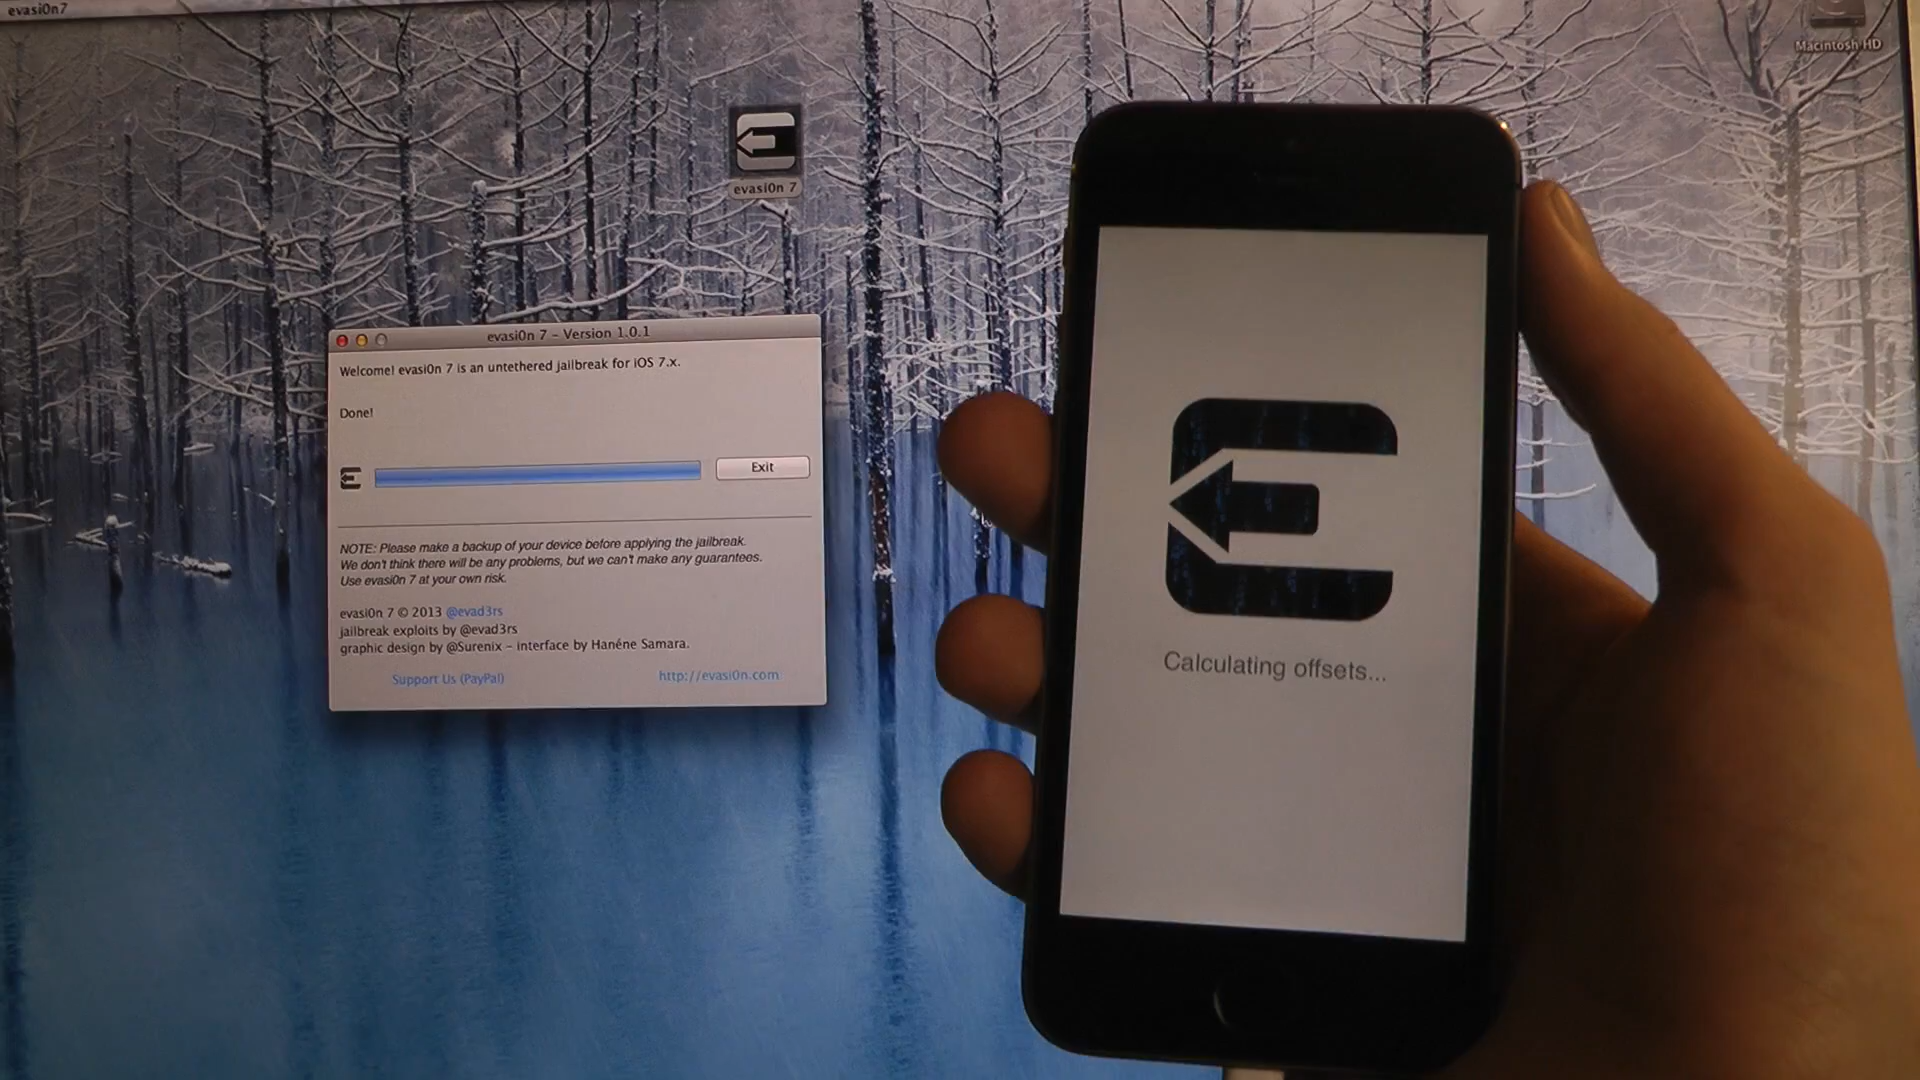 evasi0n7
Macintosh HD
evasi0n 7
evasi0n 7 – Version 1.0.1
Welcome! evasi0n 7 is an untethered jailbreak for iOS 7.x.
Done!
Exit
NOTE: Please make a backup of your device before applying the jailbreak.
We don't think there will be any problems, but we can't make any guarantees.
Use evasi0n 7 at your own risk.
evasi0n 7 © 2013 @evad3rs
jailbreak exploits by @evad3rs
graphic design by @Surenix – interface by Hanéne Samara.
Support Us (PayPal)
http://evasi0n.com
Calculating offsets...